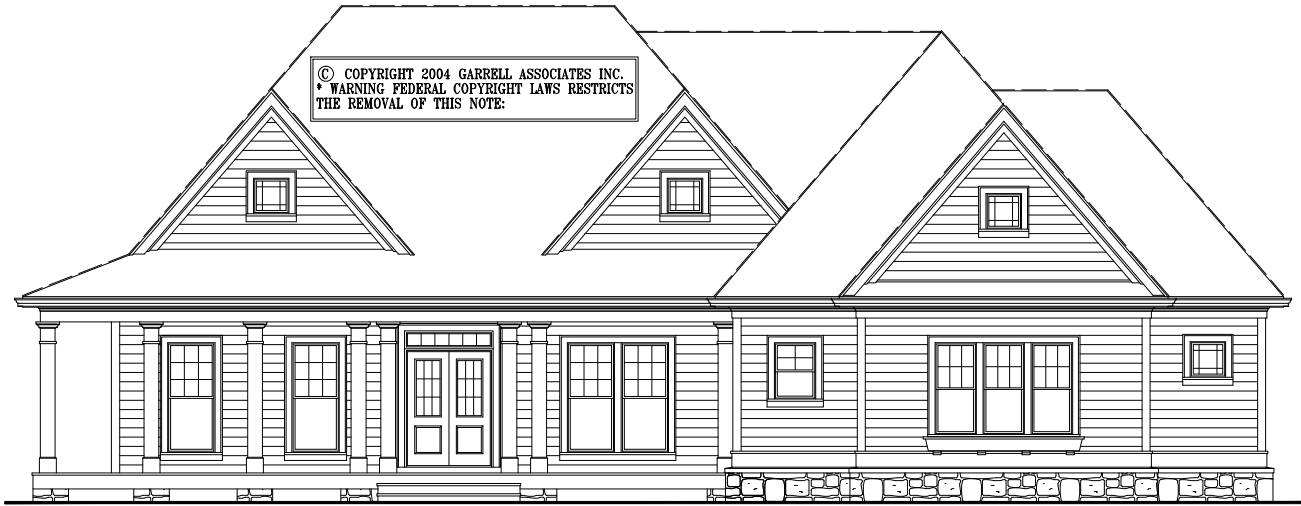 © COPYRIGHT 2004 GARRELL ASSOCIATES INC.
* WARNING FEDERAL COPYRIGHT LAWS RESTRICTS
THE REMOVAL OF THIS NOTE: